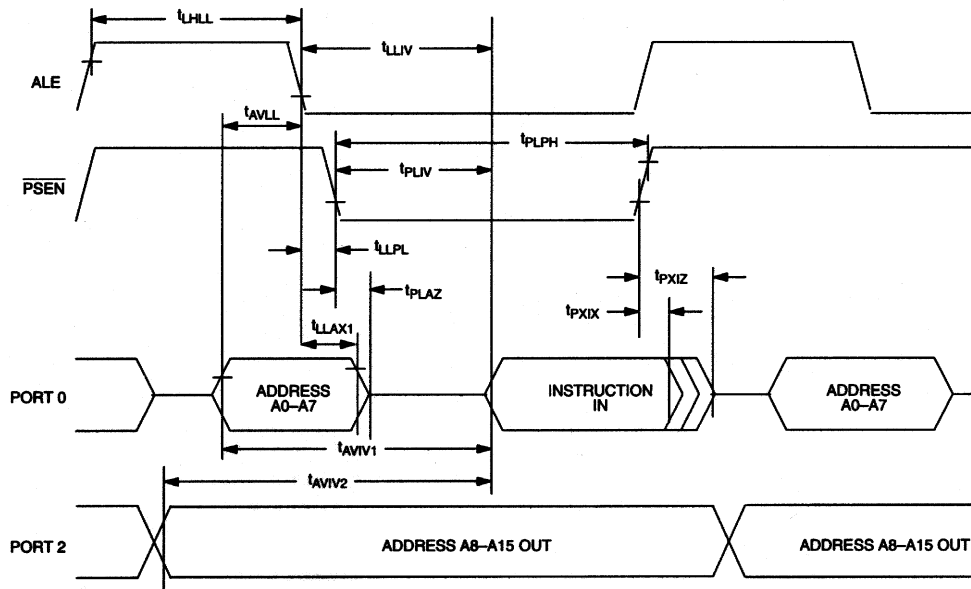 tLHLL
tLLIV
ALE
tAVLL
tPLPH
PSEN
tPLIV
tLLPL
tPXIZ
tPLAZ
tPXIX
tLLAX1
PORT 0
ADDRESS
A0–A7
INSTRUCTION
IN
ADDRESS
A0–A7
tAVIV1
tAVIV2
PORT 2
ADDRESS A8–A15 OUT
ADDRESS A8–A15 OUT